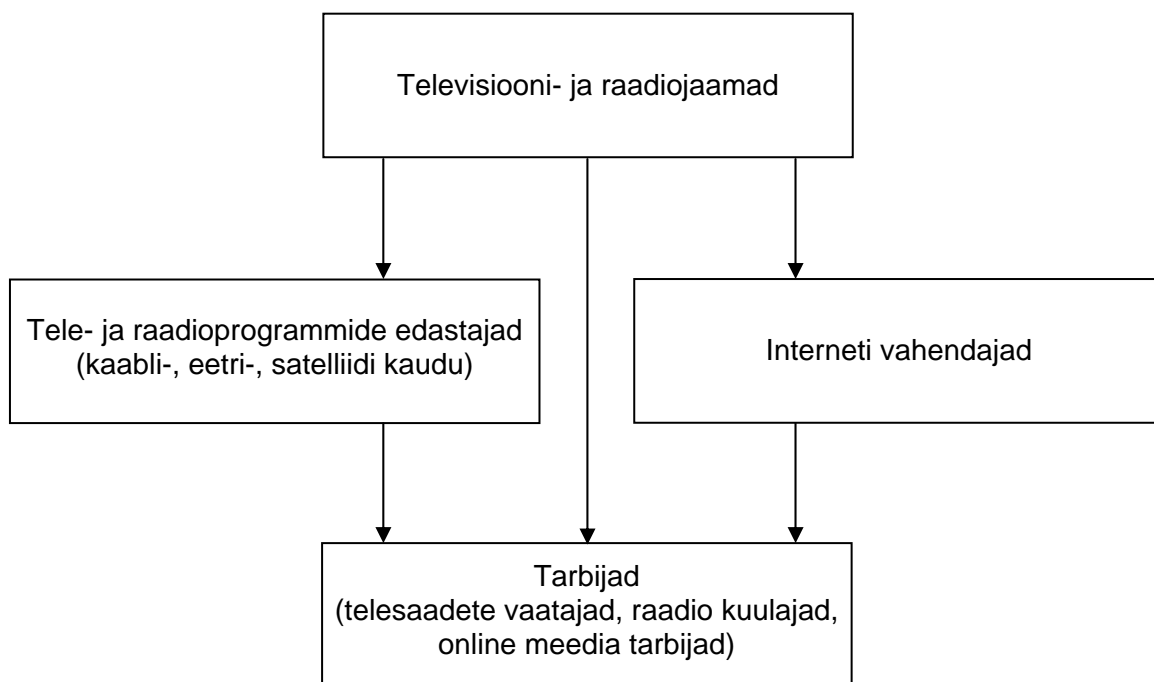 Televisiooni- ja raadiojaamad
Tele- ja raadioprogrammide edastajad
(kaabli-, eetri-, satelliidi kaudu)
Interneti vahendajad
Tarbijad
(telesaadete vaatajad, raadio kuulajad,
online meedia tarbijad)